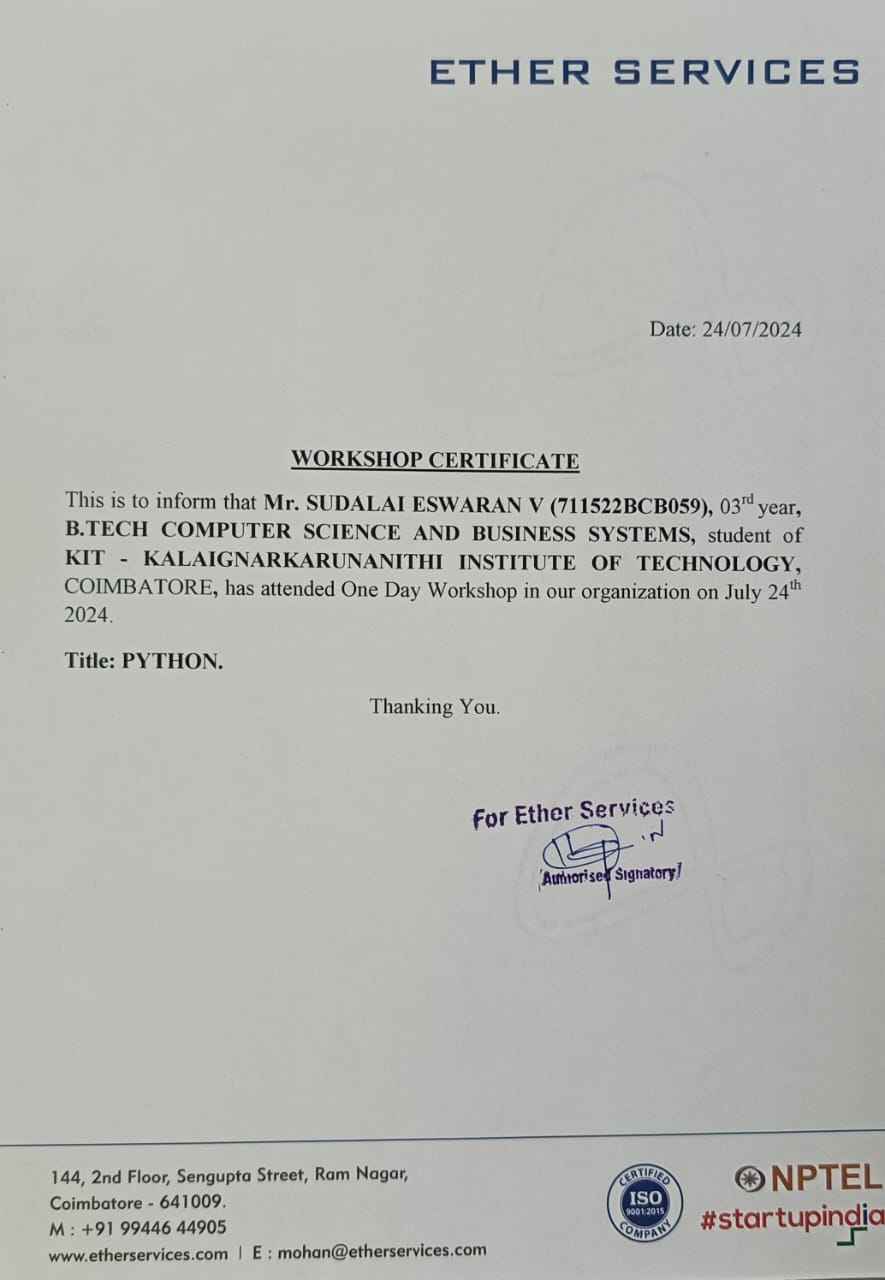 ETHER SERVICES
Date: 24/07/2024
WORKSHOP CERTIFICATE
This is to inform that Mr. SUDALAI ESWARAN V (711522BCB059), 03rd year,
B.TECH COMPUTER SCIENCE AND BUSINESS SYSTEMS, student of
KIT - KALAIGNARKARUNANITHI INSTITUTE OF TECHNOLOGY,
COIMBATORE, has attended One Day Workshop in our organization on July 24th
2024.
Title: PYTHON.
Thanking You.
For Ether Services
Authorised Signatory
144, 2nd Floor, Sengupta Street, Ram Nagar,
Coimbatore - 641009.
M : +91 99446 44905
www.etherservices.com | E : mohan@etherservices.com
CERTIFIED
ISO
9001:2015
COMPANY
NPTEL
#startupindia